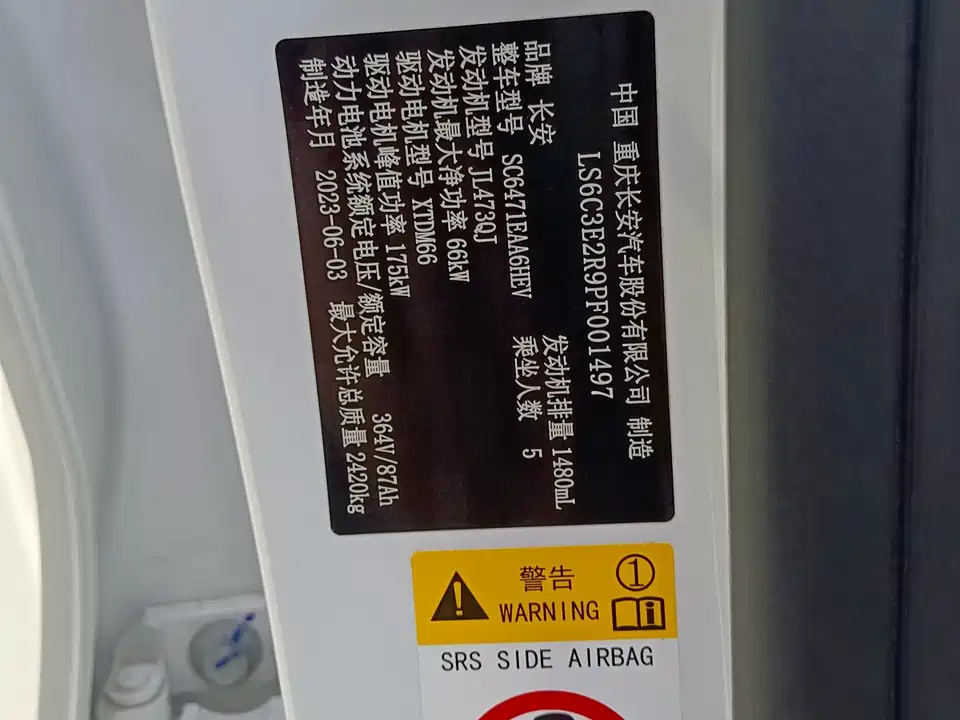 中国 重庆长安汽车股份有限公司 制造
LS6C3E2R9PF001497
品牌 长安 发动机排量 1480mL
整车型号 SC6471EAA6HEV 乘坐人数 5
发动机型号 JL473QJ
发动机最大净功率 66kW
驱动电机型号 XTDM66
驱动电机峰值功率 175kW
动力电池系统额定电压/额定容量 364V/87Ah
制造年月 2023-06-03 最大允许总质量 2420kg
警告 1
WARNING i
SRS SIDE AIRBAG